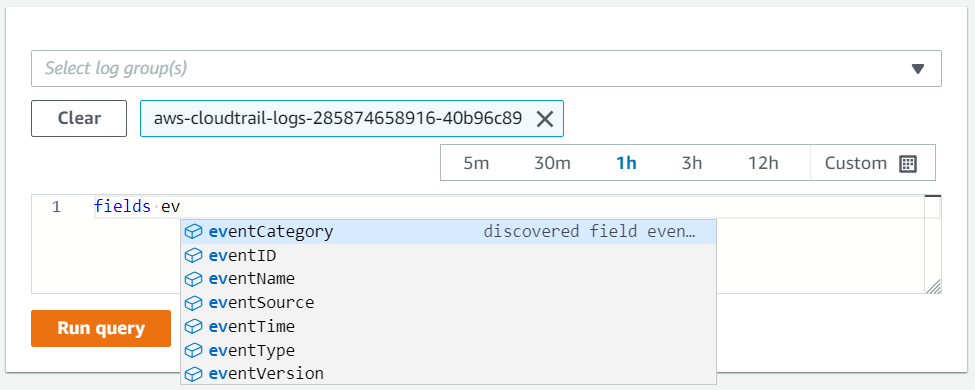 Select log group(s)
Clear
aws-cloudtrail-logs-285874658916-40b96c89
5m 30m 1h 3h 12h Custom
1 fields ev
eventCategory discovered field even…
eventID
eventName
eventSource
eventTime
eventType
eventVersion
Run query